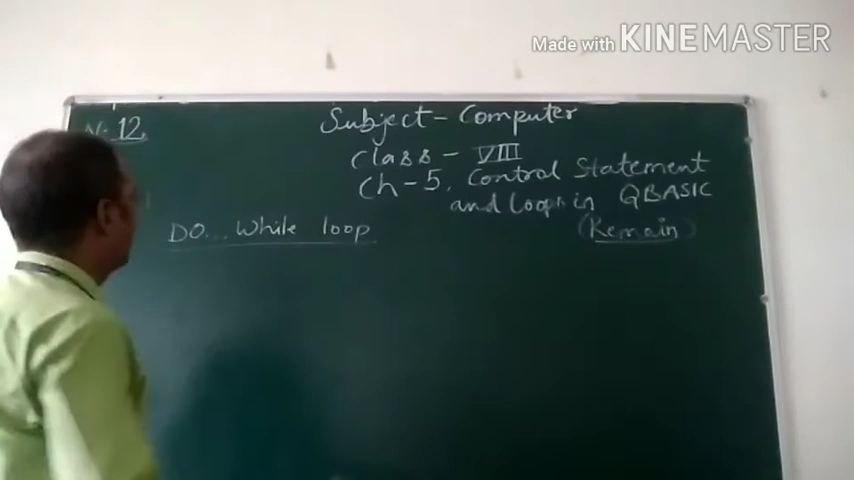 Made with KINEMASTER
N. 12.
Subject - Computer
Class - VIII
Ch - 5. Control Statement
and Loop in QBASIC
(Remain)
DO... While loop